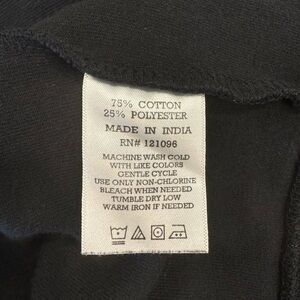 75% COTTON
25% POLYESTER
MADE IN INDIA
RN# 121096
MACHINE WASH COLD
WITH LIKE COLORS
GENTLE CYCLE
USE ONLY NON-CHLORINE
BLEACH WHEN NEEDED
TUMBLE DRY LOW
WARM IRON IF NEEDED